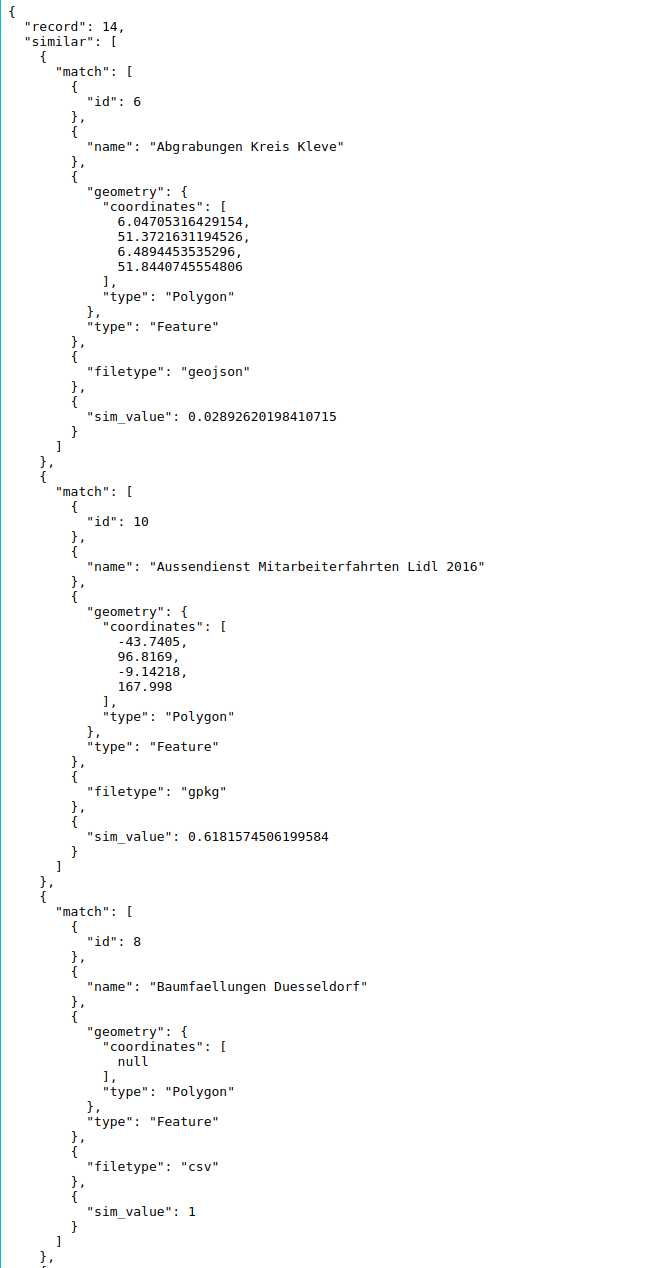 {
  "record": 14,
  "similar": [
    {
      "match": [
        {
          "id": 6
        },
        {
          "name": "Abgrabungen Kreis Kleve"
        },
        {
          "geometry": {
            "coordinates": [
              6.04705316429154,
              51.3721631194526,
              6.4894453535296,
              51.8440745554806
            ],
            "type": "Polygon"
          },
          "type": "Feature"
        },
        {
          "filetype": "geojson"
        },
        {
          "sim_value": 0.02892620198410715
        }
      ]
    },
    {
      "match": [
        {
          "id": 10
        },
        {
          "name": "Aussendienst Mitarbeiterfahrten Lidl 2016"
        },
        {
          "geometry": {
            "coordinates": [
              -43.7405,
              96.8169,
              -9.14218,
              167.998
            ],
            "type": "Polygon"
          },
          "type": "Feature"
        },
        {
          "filetype": "gpkg"
        },
        {
          "sim_value": 0.6181574506199584
        }
      ]
    },
    {
      "match": [
        {
          "id": 8
        },
        {
          "name": "Baumfaellungen Duesseldorf"
        },
        {
          "geometry": {
            "coordinates": [
              null
            ],
            "type": "Polygon"
          },
          "type": "Feature"
        },
        {
          "filetype": "csv"
        },
        {
          "sim_value": 1
        }
      ]
    },